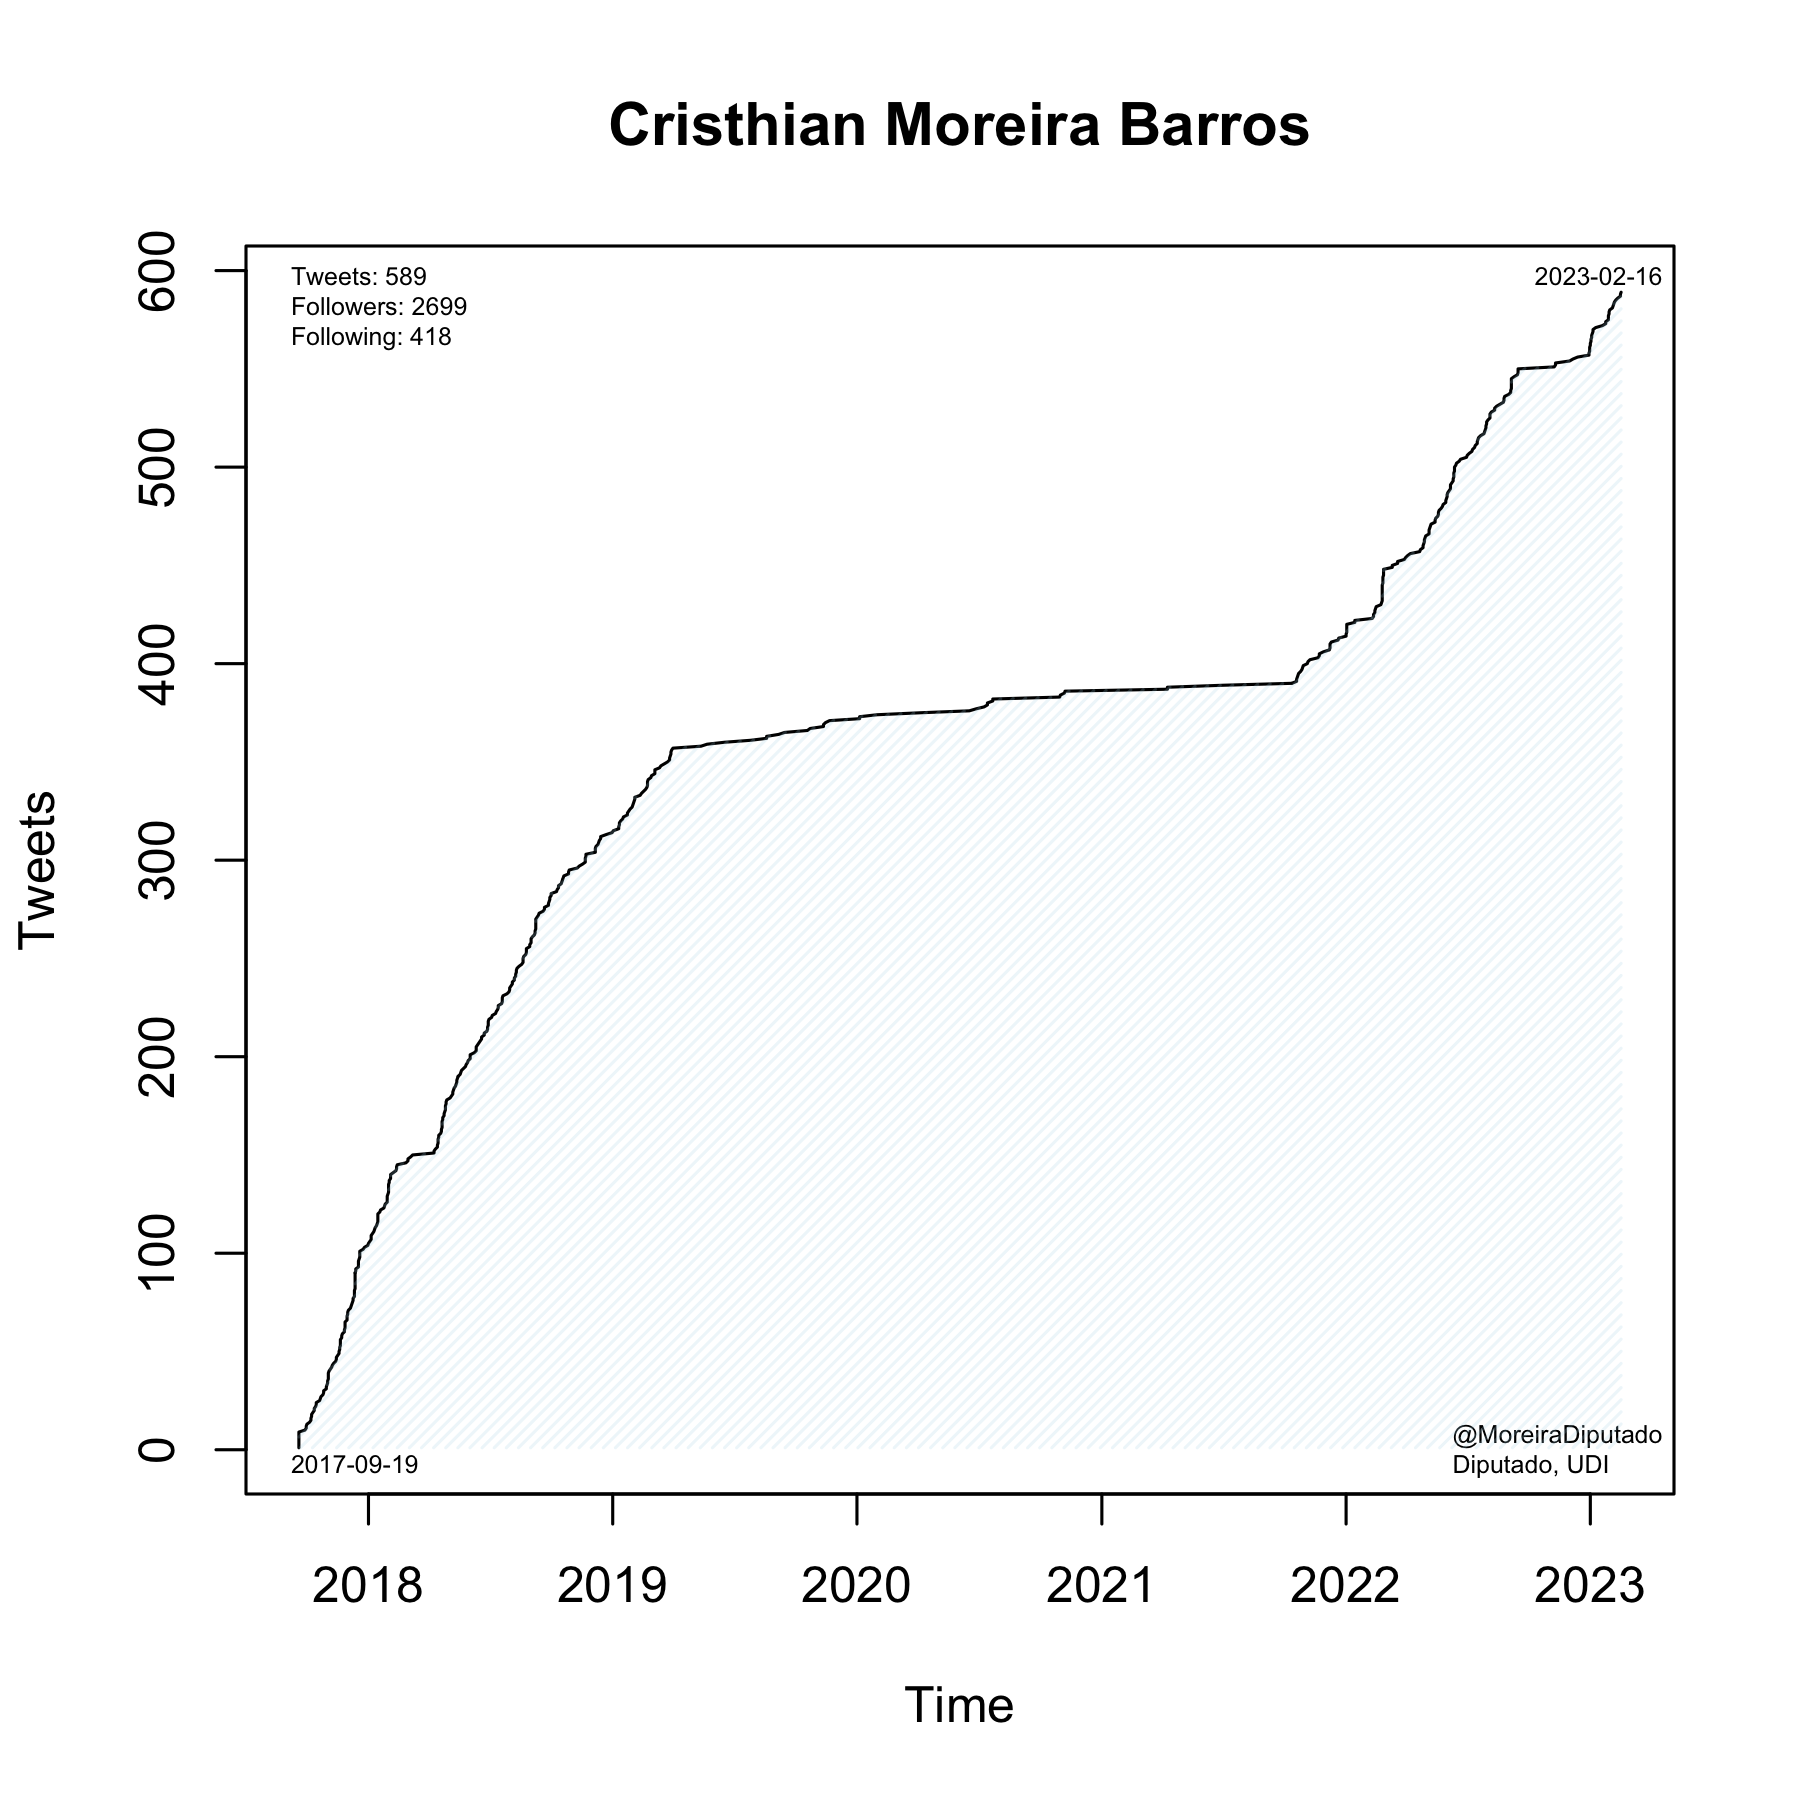 Cristhian Moreira Barros
Tweets: 589
Followers: 2699
Following: 418
2023-02-16
600
500
400
300
200
100
0
Tweets
2017-09-19
@MoreiraDiputado
Diputado, UDI
2018
2019
2020
2021
2022
2023
Time